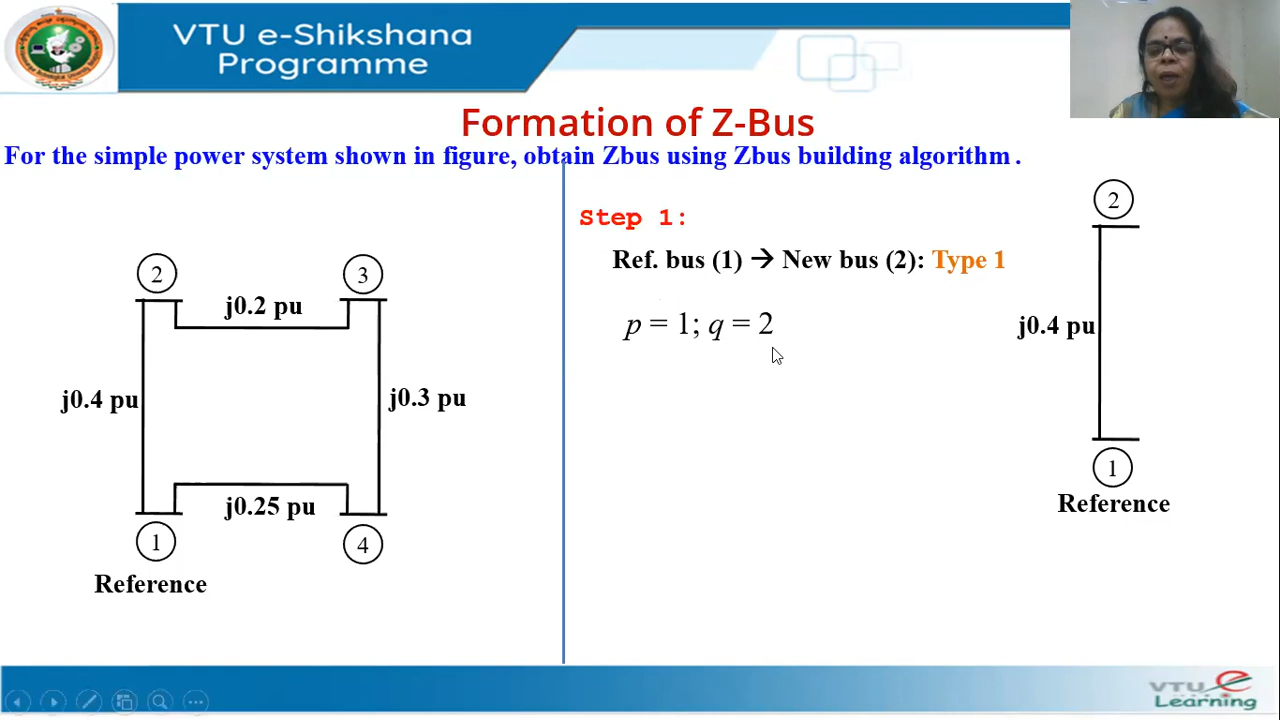 VTU e-Shikshana
Programme
Formation of Z-Bus
For the simple power system shown in figure, obtain Zbus using Zbus building algorithm .
2
3
j0.2 pu
j0.4 pu
j0.3 pu
j0.25 pu
1
4
Reference
Step 1:
Ref. bus (1) → New bus (2): Type 1
p = 1; q = 2
2
j0.4 pu
1
Reference
VTU e
Learning